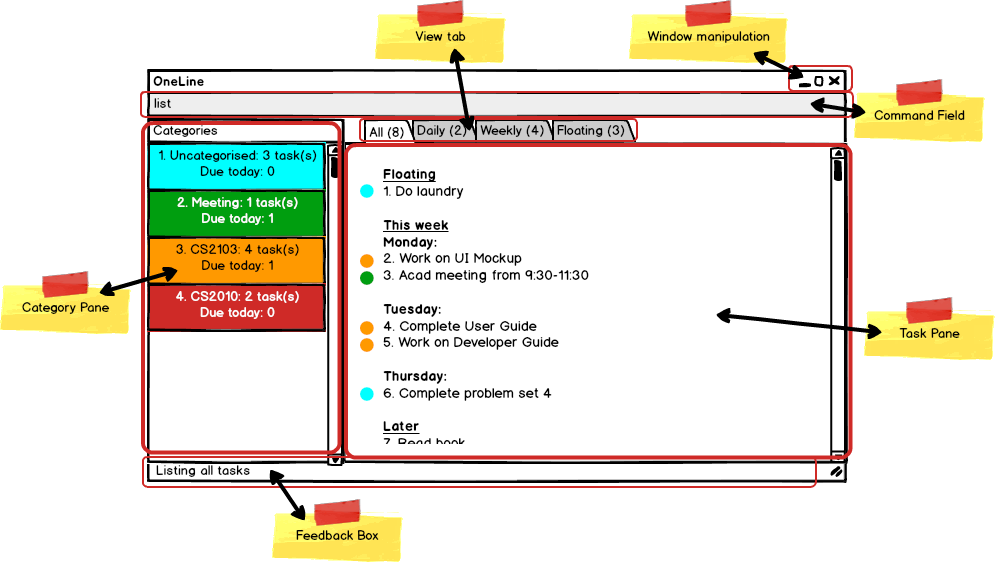 View tab
Window manipulation
OneLine
list
Command Field
Categories
All (8)
Daily (2)
Weekly (4)
Floating (3)
1. Uncategorised: 3 task(s)
Due today: 0
2. Meeting: 1 task(s)
Due today: 1
3. CS2103: 4 task(s)
Due today: 1
4. CS2010: 2 task(s)
Due today: 0
Category Pane
Floating
1. Do laundry
This week
Monday:
2. Work on UI Mockup
3. Acad meeting from 9:30-11:30
Tuesday:
4. Complete User Guide
5. Work on Developer Guide
Thursday:
6. Complete problem set 4
Later
7. Read book
Task Pane
Listing all tasks
Feedback Box